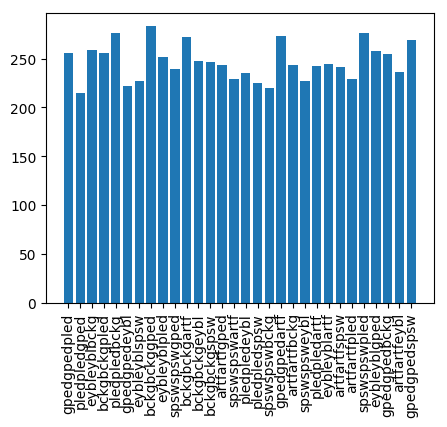 250
200
150
100
50
0
gpedgpedpled
pledpledgped
eybleyblbckg
bckgbckgpled
pledpledbckg
gpedgpedeybl
eybleyblspsw
bckgbckggped
eybleyblpled
spswspswgped
bckgbckgartf
bckgbckgeybl
bckgbckgspsw
artfartfgped
spswspswartf
pledpledeybl
pledpledspsw
spswspswbckg
gpedgpedartf
artfartfbckg
spswspsweybl
pledpledartf
eybleyblartf
artfartfspsw
artfartfpled
spswspswpled
eybleyblgped
gpedgpedbckg
artfartfeybl
gpedgpedspsw